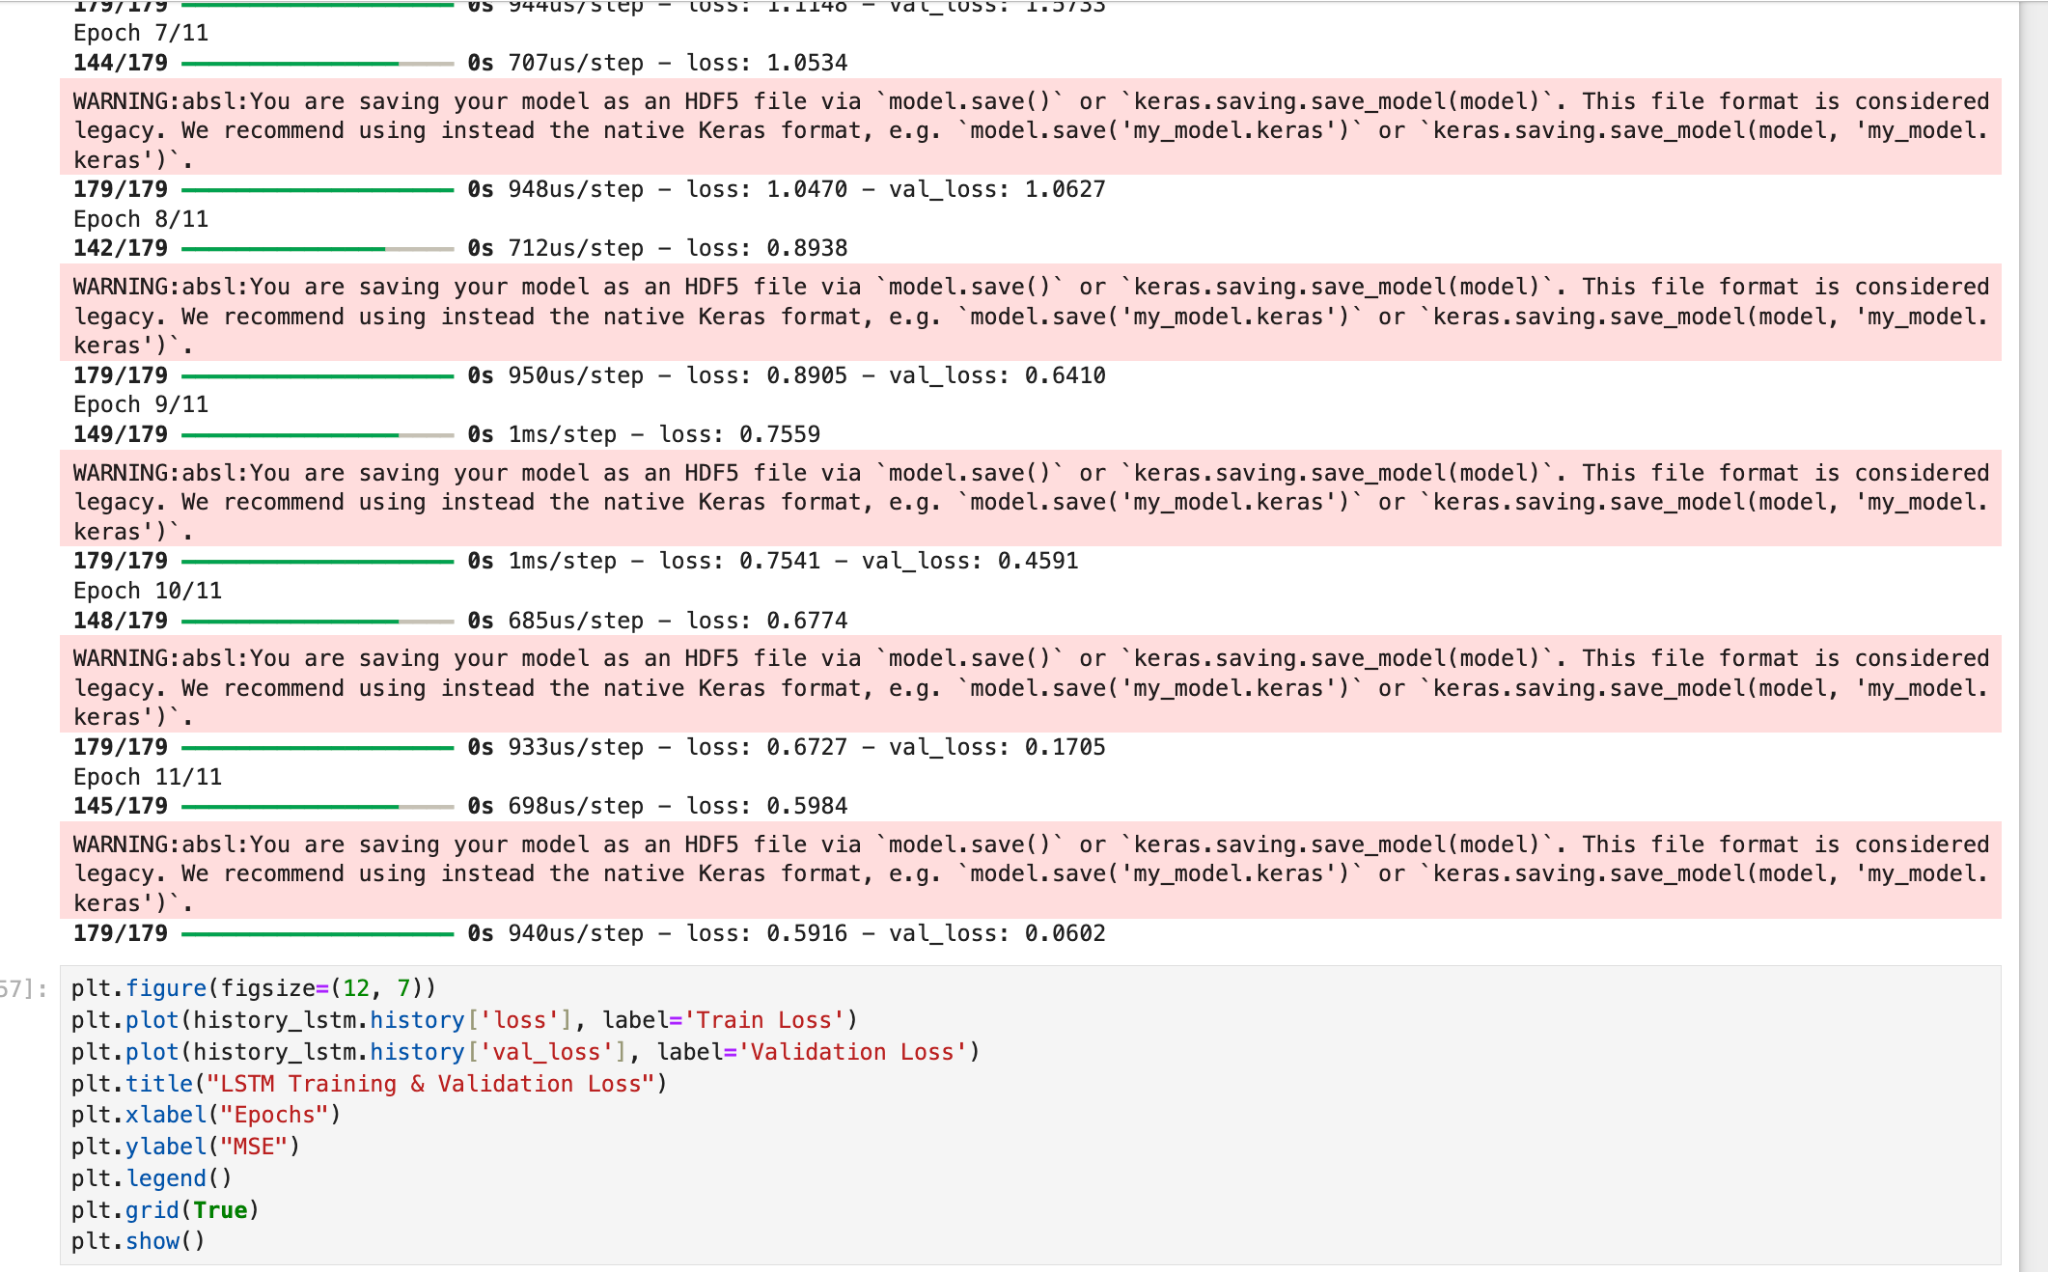 179/179 0s 944us/step – loss: 1.1148 – val_loss: 1.5733
Epoch 7/11
144/179 0s 707us/step – loss: 1.0534
WARNING:absl:You are saving your model as an HDF5 file via `model.save()` or `keras.saving.save_model(model)`. This file format is considered
legacy. We recommend using instead the native Keras format, e.g. `model.save('my_model.keras')` or `keras.saving.save_model(model, 'my_model.
keras')`.
179/179 0s 948us/step – loss: 1.0470 – val_loss: 1.0627
Epoch 8/11
142/179 0s 712us/step – loss: 0.8938
WARNING:absl:You are saving your model as an HDF5 file via `model.save()` or `keras.saving.save_model(model)`. This file format is considered
legacy. We recommend using instead the native Keras format, e.g. `model.save('my_model.keras')` or `keras.saving.save_model(model, 'my_model.
keras')`.
179/179 0s 950us/step – loss: 0.8905 – val_loss: 0.6410
Epoch 9/11
149/179 0s 1ms/step – loss: 0.7559
WARNING:absl:You are saving your model as an HDF5 file via `model.save()` or `keras.saving.save_model(model)`. This file format is considered
legacy. We recommend using instead the native Keras format, e.g. `model.save('my_model.keras')` or `keras.saving.save_model(model, 'my_model.
keras')`.
179/179 0s 1ms/step – loss: 0.7541 – val_loss: 0.4591
Epoch 10/11
148/179 0s 685us/step – loss: 0.6774
WARNING:absl:You are saving your model as an HDF5 file via `model.save()` or `keras.saving.save_model(model)`. This file format is considered
legacy. We recommend using instead the native Keras format, e.g. `model.save('my_model.keras')` or `keras.saving.save_model(model, 'my_model.
keras')`.
179/179 0s 933us/step – loss: 0.6727 – val_loss: 0.1705
Epoch 11/11
145/179 0s 698us/step – loss: 0.5984
WARNING:absl:You are saving your model as an HDF5 file via `model.save()` or `keras.saving.save_model(model)`. This file format is considered
legacy. We recommend using instead the native Keras format, e.g. `model.save('my_model.keras')` or `keras.saving.save_model(model, 'my_model.
keras')`.
179/179 0s 940us/step – loss: 0.5916 – val_loss: 0.0602
57]: plt.figure(figsize=(12, 7))
plt.plot(history_lstm.history['loss'], label='Train Loss')
plt.plot(history_lstm.history['val_loss'], label='Validation Loss')
plt.title("LSTM Training & Validation Loss")
plt.xlabel("Epochs")
plt.ylabel("MSE")
plt.legend()
plt.grid(True)
plt.show()